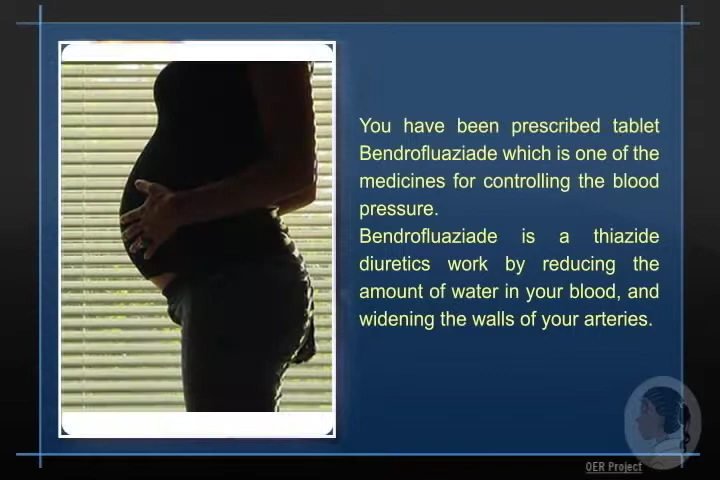 You have been prescribed tablet
Bendrofluaziade which is one of the
medicines for controlling the blood
pressure.
Bendrofluaziade is a thiazide
diuretics work by reducing the
amount of water in your blood, and
widening the walls of your arteries.
OER Project